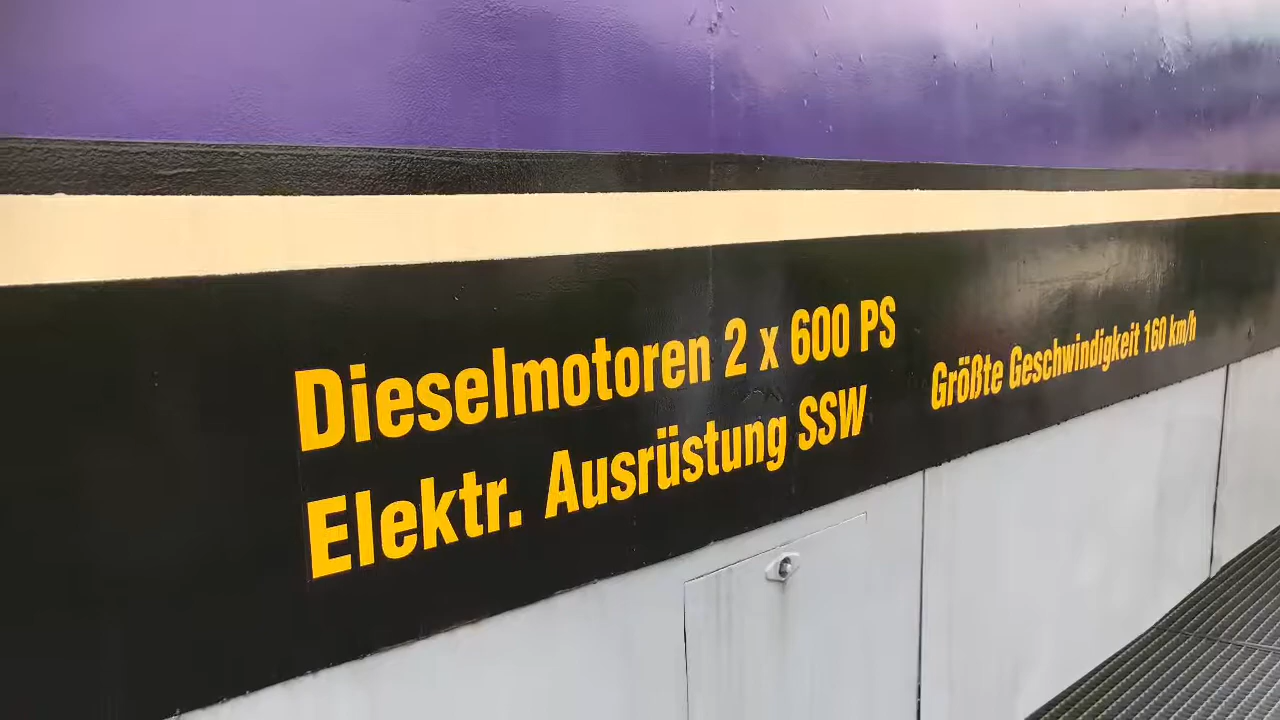 Dieselmotoren 2 x 600 PS
Elektr. Ausrüstung SSW
Größte Geschwindigkeit 160 km/h